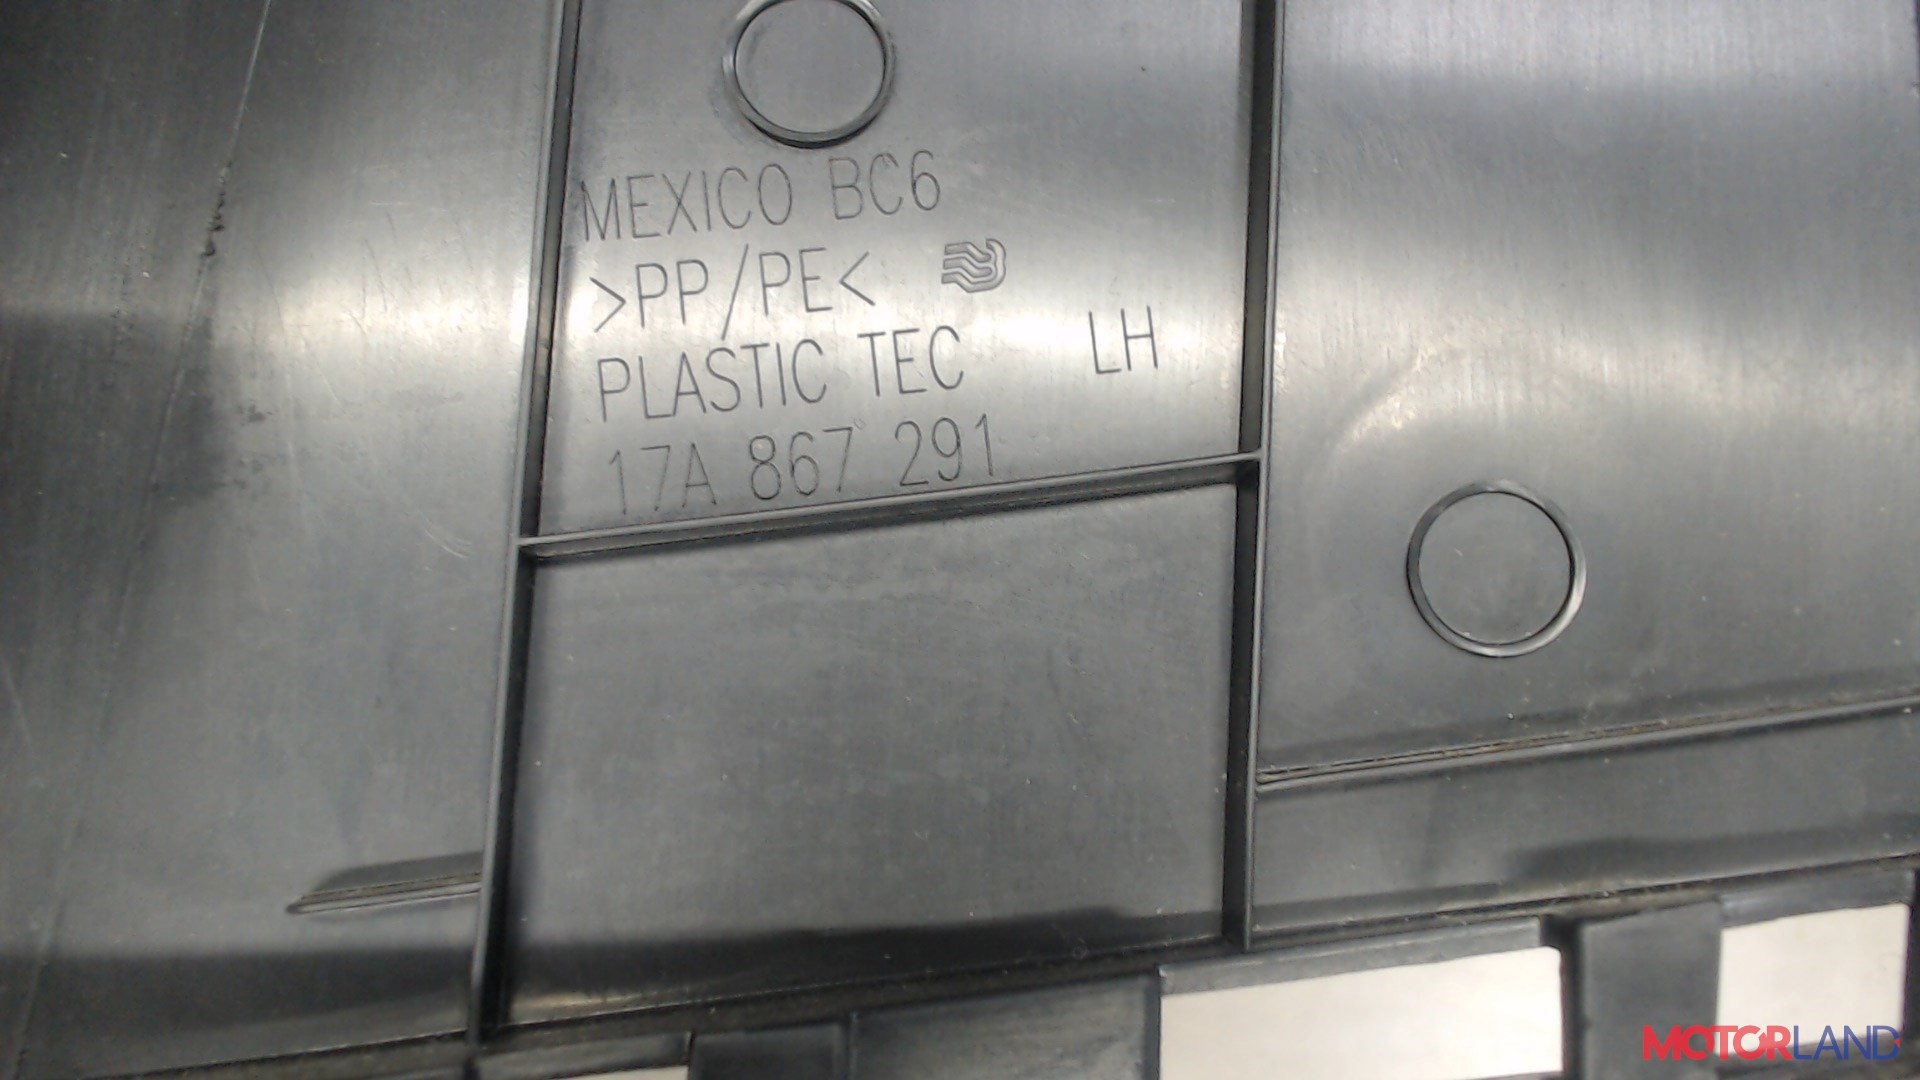 MEXICO BC6
>PP/PE<
PLASTIC TEC LH
17A 867 291
MOTORLAND